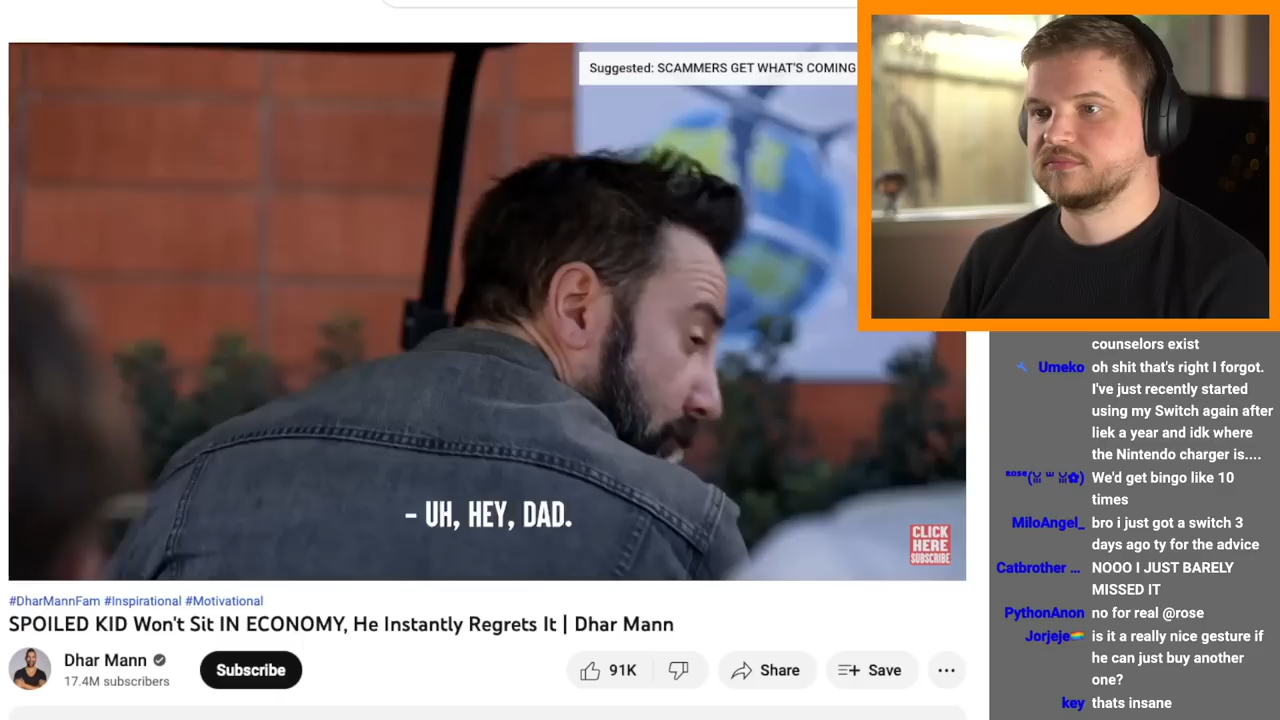 Suggested: SCAMMERS GET WHAT'S COMING
- UH, HEY, DAD.
CLICK
HERE
SUBSCRIBE
#DharMannFam #Inspirational #Motivational
SPOILED KID Won't Sit IN ECONOMY, He Instantly Regrets It | Dhar Mann
Dhar Mann
17.4M subscribers
Subscribe
91K
Share
Save
counselors exist
Umeko oh shit that's right I forgot.
I've just recently started
using my Switch again after
liek a year and idk where
the Nintendo charger is....
We'd get bingo like 10
times
MiloAngel_ bro i just got a switch 3
days ago ty for the advice
Catbrother ... NOOO I JUST BARELY
MISSED IT
PythonAnon no for real @rose
Jorjeje🌈 is it a really nice gesture if
he can just buy another
one?
key thats insane